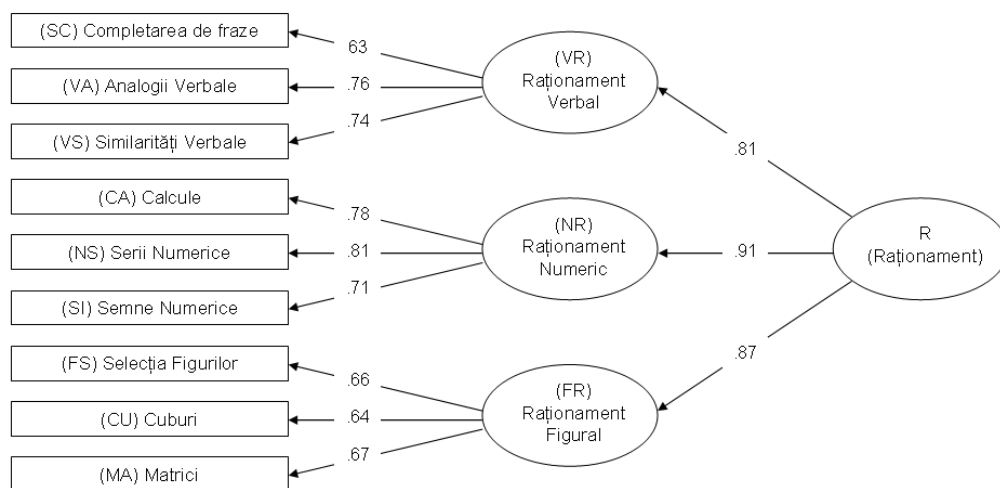 (SC) Completarea de fraze
(VA) Analogii Verbale
(VS) Similarități Verbale
(CA) Calcule
(NS) Serii Numerice
(SI) Semne Numerice
(FS) Selecția Figurilor
(CU) Cuburi
(MA) Matrici
63
.76
.74
.78
.81
.71
.66
.64
.67
(VR)
Raționament
Verbal
(NR)
Raționament
Numeric
(FR)
Raționament
Figural
.81
.91
.87
R
(Raționament)